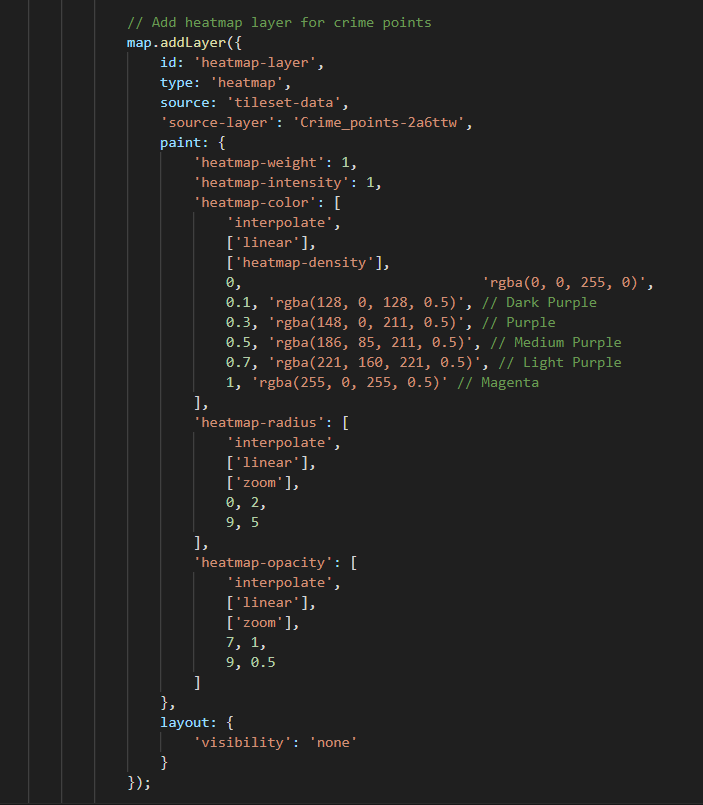 // Add heatmap layer for crime points
map.addLayer({
    id: 'heatmap-layer',
    type: 'heatmap',
    source: 'tileset-data',
    'source-layer': 'Crime_points-2a6ttw',
    paint: {
        'heatmap-weight': 1,
        'heatmap-intensity': 1,
        'heatmap-color': [
            'interpolate',
            ['linear'],
            ['heatmap-density'],
            0,                             'rgba(0, 0, 255, 0)',
            0.1, 'rgba(128, 0, 128, 0.5)', // Dark Purple
            0.3, 'rgba(148, 0, 211, 0.5)', // Purple
            0.5, 'rgba(186, 85, 211, 0.5)', // Medium Purple
            0.7, 'rgba(221, 160, 221, 0.5)', // Light Purple
            1, 'rgba(255, 0, 255, 0.5)' // Magenta
        ],
        'heatmap-radius': [
            'interpolate',
            ['linear'],
            ['zoom'],
            0, 2,
            9, 5
        ],
        'heatmap-opacity': [
            'interpolate',
            ['linear'],
            ['zoom'],
            7, 1,
            9, 0.5
        ]
    },
    layout: {
        'visibility': 'none'
    }
});